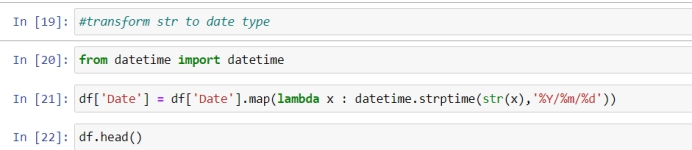 In [19]: #transform str to date type
In [20]: from datetime import datetime
In [21]: df['Date'] = df['Date'].map(lambda x : datetime.strptime(str(x),'%Y/%m/%d'))
In [22]: df.head()